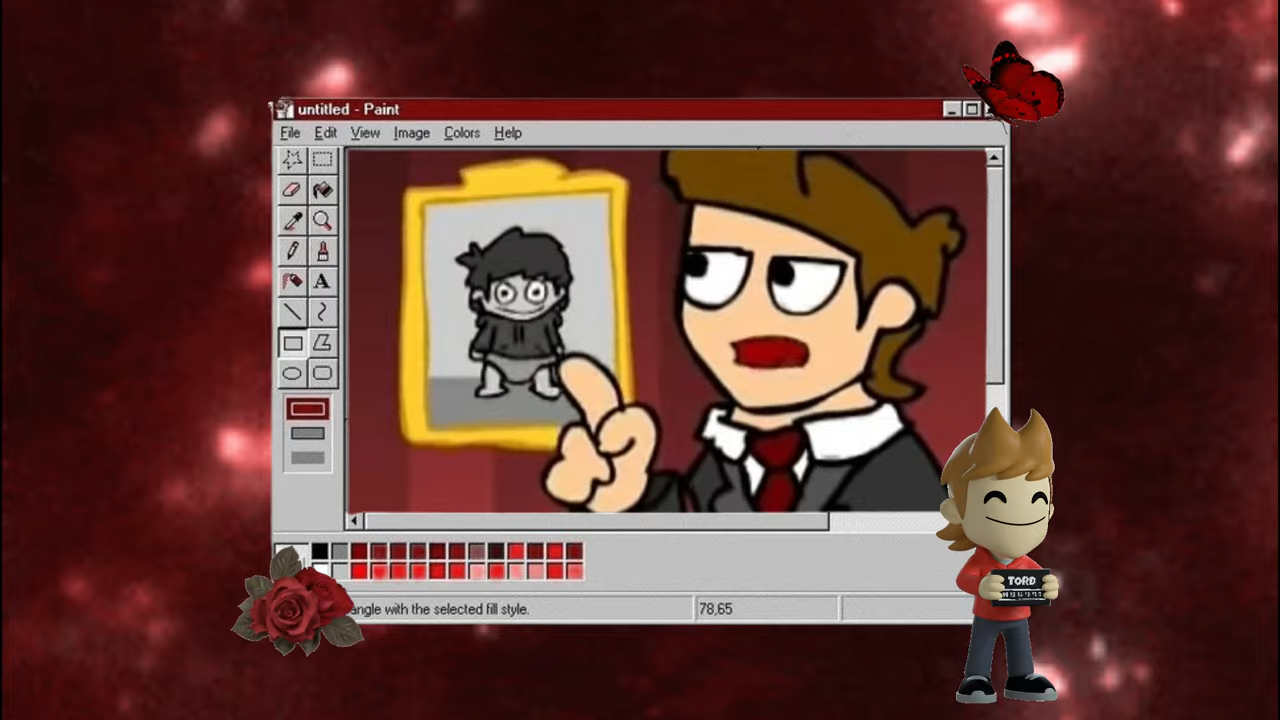 untitled - Paint
File Edit View Image Colors Help
A
angle with the selected fill style.
78,65
TORD